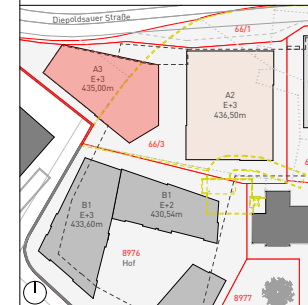 Diepoldsauer Straße
66/1
A3
E+3
435,00m
A2
E+3
436,50m
66/3
B1
E+3
433,60m
B1
E+2
430,54m
8976
Hof
8977